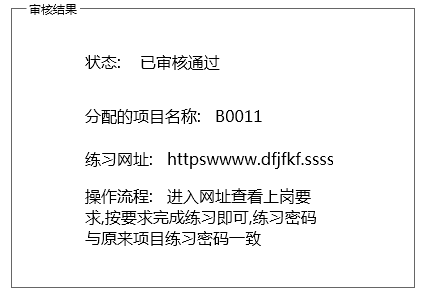 审核结果
状态: 已审核通过
分配的项目名称: B0011
练习网址: httpswwww.dfjfkf.ssss
操作流程: 进入网址查看上岗要
求,按要求完成练习即可,练习密码
与原来项目练习密码一致